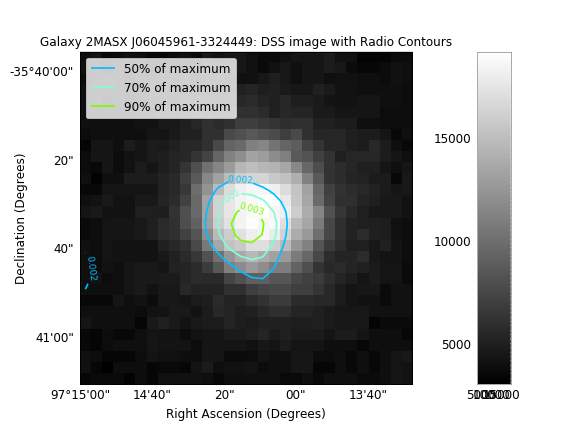 Galaxy 2MASX J06045961-3324449: DSS image with Radio Contours
50% of maximum
70% of maximum
90% of maximum
-35°40'00"
20"
40"
41'00"
Declination (Degrees)
0.002
0.003
0.002
97°15'00"
14'40"
20"
00"
13'40"
Right Ascension (Degrees)
15000
10000
5000